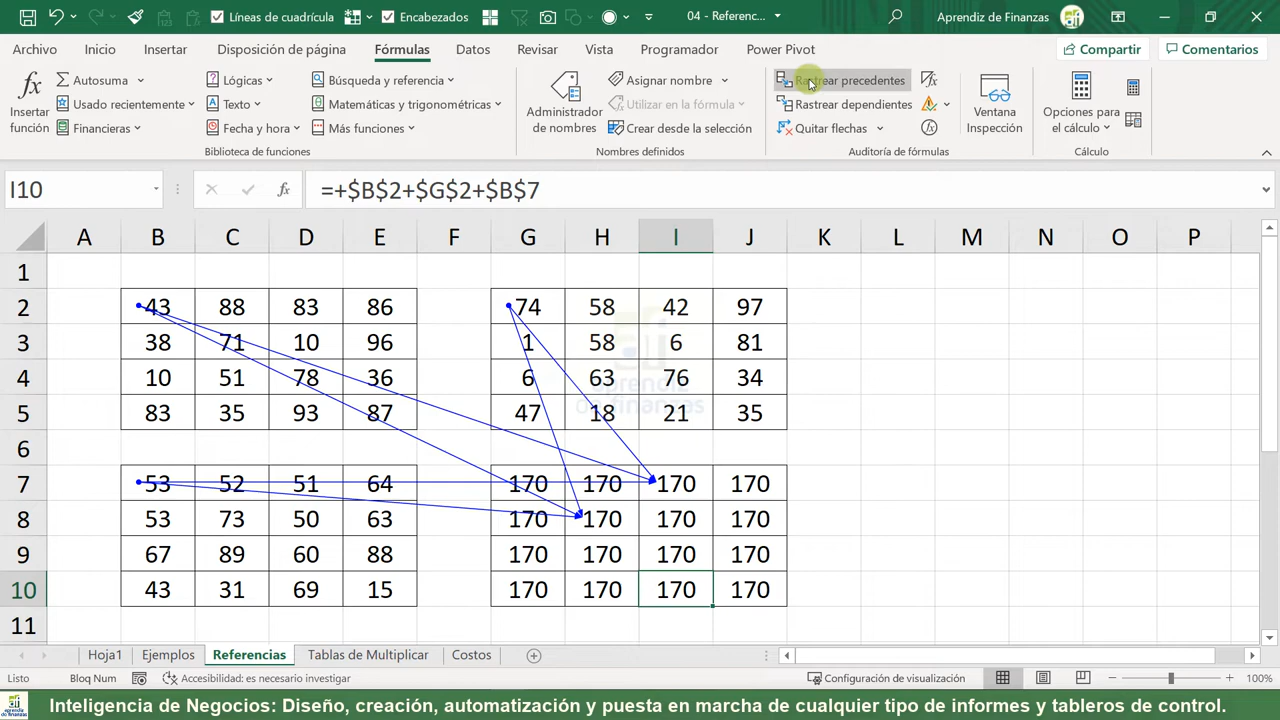 Líneas de cuadrícula Encabezados 04 - Referenc... Aprendiz de Finanzas
Archivo Inicio Insertar Disposición de página Fórmulas Datos Revisar Vista Programador Power Pivot Compartir Comentarios
Insertar función
Autosuma
Usado recientemente
Financieras
Lógicas
Texto
Fecha y hora
Búsqueda y referencia
Matemáticas y trigonométricas
Más funciones
Biblioteca de funciones
Administrador de nombres
Asignar nombre
Utilizar en la fórmula
Crear desde la selección
Nombres definidos
Rastrear precedentes
Rastrear dependientes
Quitar flechas
Auditoría de fórmulas
Ventana Inspección
Opciones para el cálculo
Cálculo
I10 fx =+$B$2+$G$2+$B$7
A B C D E F G H I J K L M N O P
1
2 43 88 83 86 74 58 42 97
3 38 71 10 96 1 58 6 81
4 10 51 78 36 6 63 76 34
5 83 35 93 87 47 18 21 35
6
7 53 52 51 64 170 170 170 170
8 53 73 50 63 170 170 170 170
9 67 89 60 88 170 170 170 170
10 43 31 69 15 170 170 170 170
11
aprendiz
de finanzas
Hoja1 Ejemplos Referencias Tablas de Multiplicar Costos
Listo Bloq Num Accesibilidad: es necesario investigar Configuración de visualización 100%
Inteligencia de Negocios: Diseño, creación, automatización y puesta en marcha de cualquier tipo de informes y tableros de control.